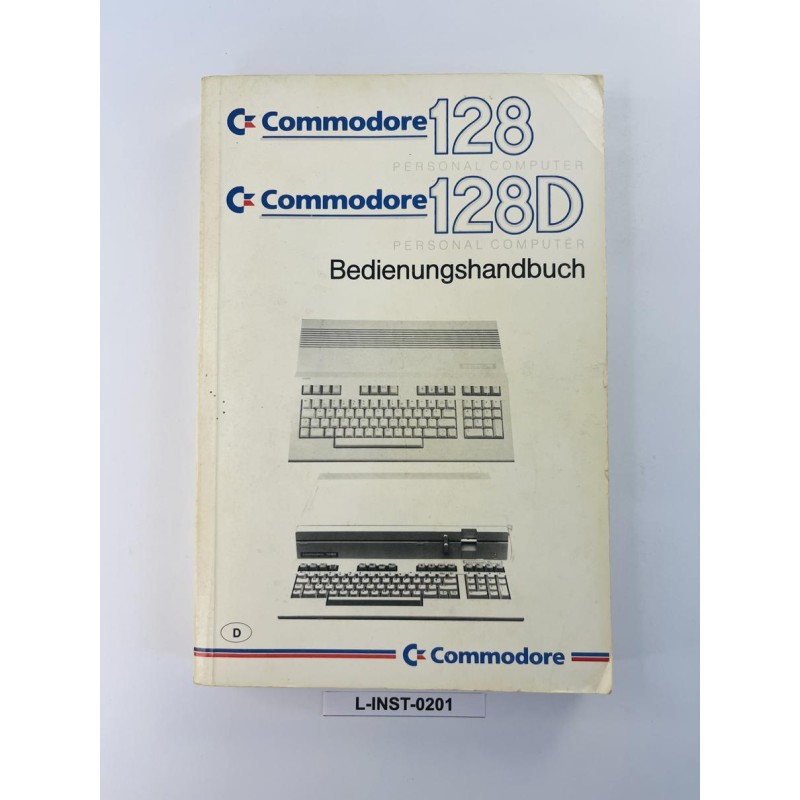 Commodore 128
PERSONAL COMPUTER
Commodore 128D
PERSONAL COMPUTER
Bedienungshandbuch
D
Commodore
L-INST-0201